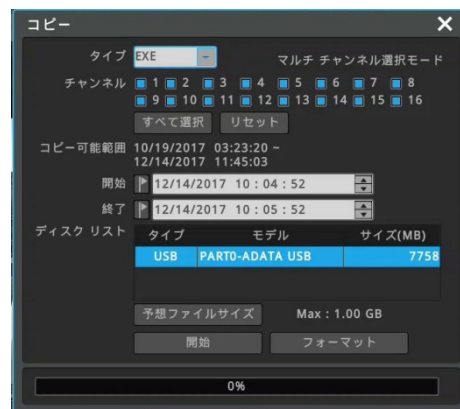 コピー
タイプ EXE マルチ チャンネル選択モード
チャンネル 1 2 3 4 5 6 7 8
9 10 11 12 13 14 15 16
すべて選択 リセット
コピー可能範囲 10/19/2017 03:23:20 ~
12/14/2017 11:45:03
開始 12/14/2017 10 : 04 : 52
終了 12/14/2017 10 : 05 : 52
ディスク リスト タイプ モデル サイズ(MB)
USB PART0-ADATA USB 7758
予想ファイルサイズ Max : 1.00 GB
開始 フォーマット
0%